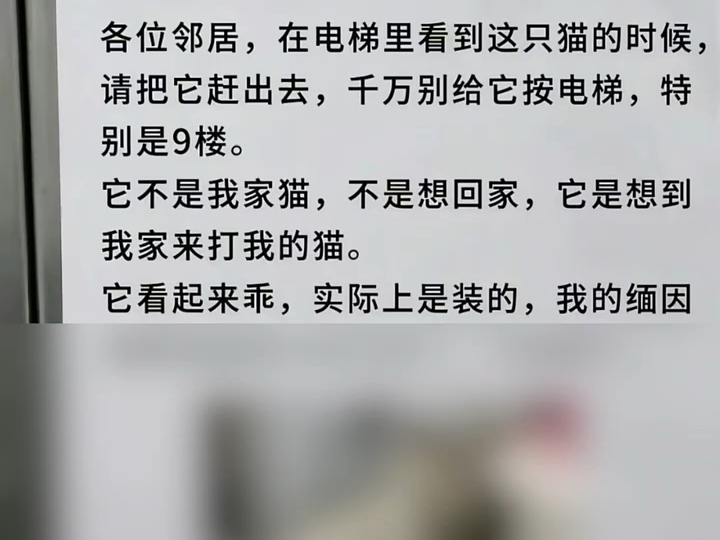 各位邻居，在电梯里看到这只猫的时候，
请把它赶出去，千万别给它按电梯，特
别是9楼。
它不是我家猫，不是想回家，它是想到
我家来打我的猫。
它看起来乖，实际上是装的，我的缅因